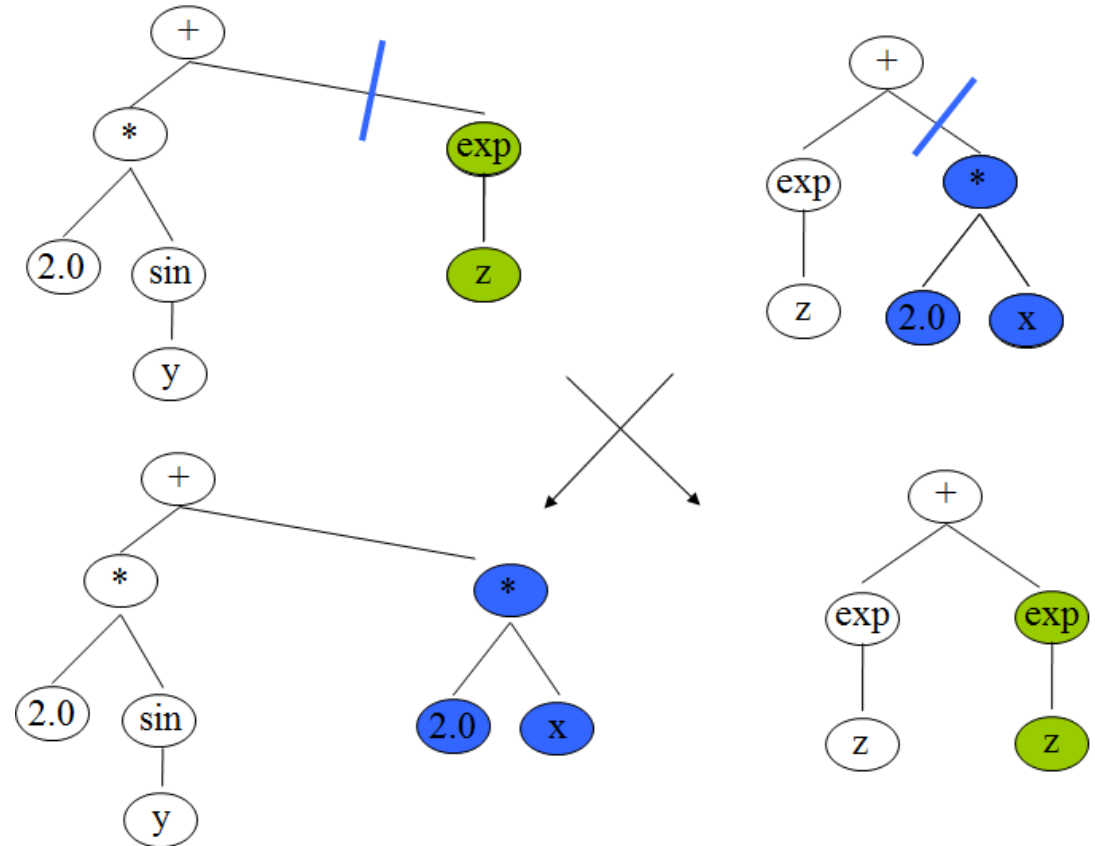 +
+
*
exp
exp
*
2.0
sin
z
z
2.0
x
y
+
+
*
*
exp
exp
2.0
sin
2.0
x
z
z
y